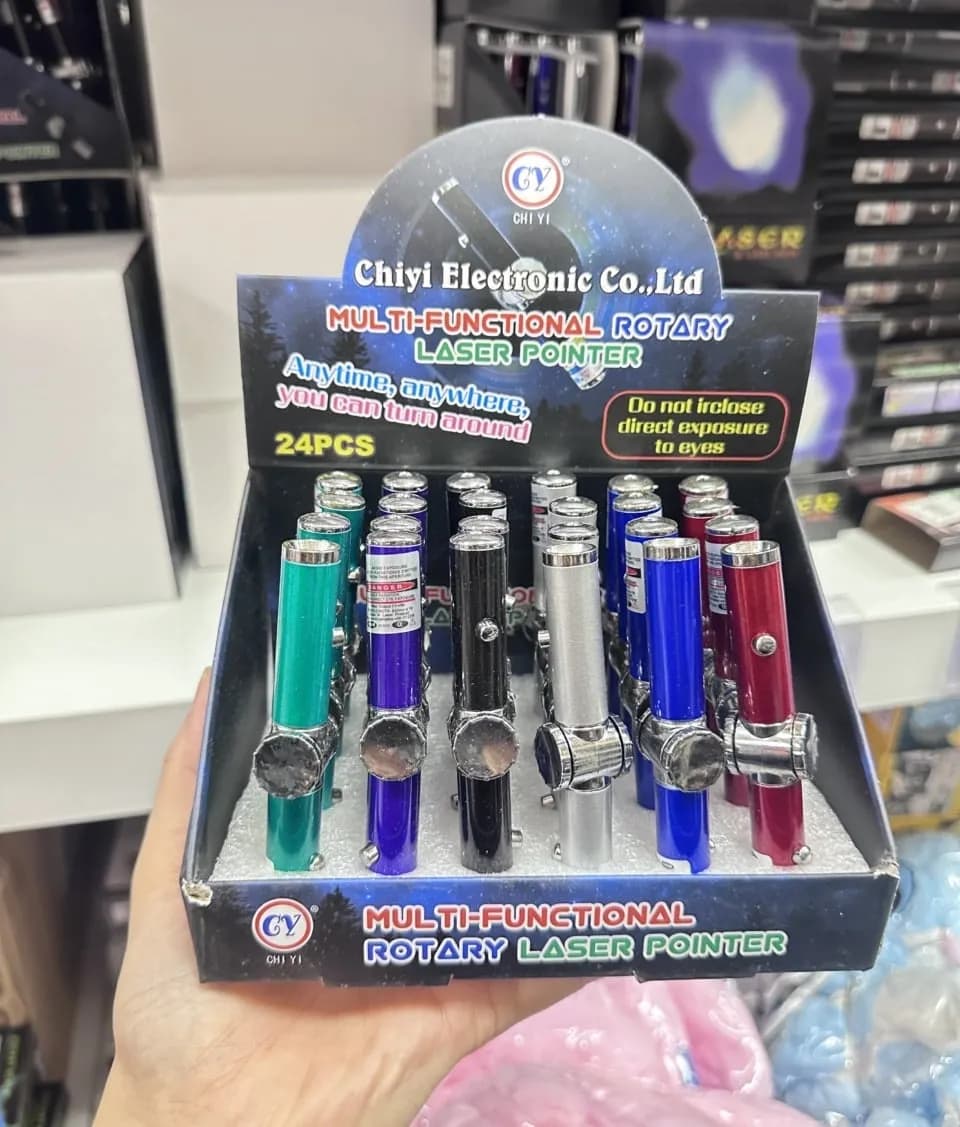 CY
®
CHI YI
Chiyi Electronic Co.,Ltd
MULTI-FUNCTIONAL ROTARY
LASER POINTER
Anytime, anywhere,
you can turn around
24PCS
Do not irclose
direct exposure
to eyes
DANGER
CY
®
CHI YI
MULTI-FUNCTIONAL
ROTARY LASER POINTER